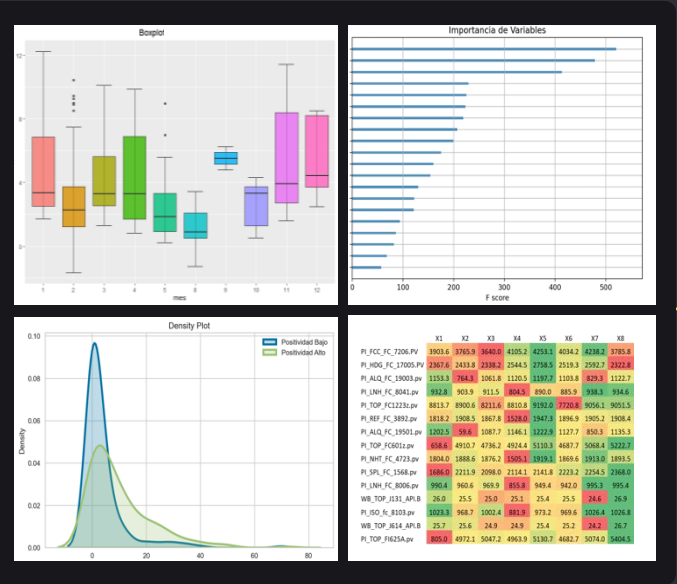 Boxplot
12
8
4
0
1 2 3 4 5 8 9 10 11 12
mes
Importancia de Variables
0 100 200 300 400 500
F score
Density Plot
Positividad Bajo
Positividad Alto
0.10
0.08
0.06
0.04
0.02
0.00
Density
0 20 40 60 80
X1 X2 X3 X4 X5 X6 X7 X8
PI_FCC_FC_7206.PV 3903.6 3765.9 3640.0 4105.2 4253.1 4034.2 4238.2 3785.8
PI_HDG_FC_17005.PV 2367.6 2433.8 2338.2 2544.5 2758.5 2519.3 2592.7 2322.8
PI_ALQ_FC_19003.pv 1153.3 764.3 1061.8 1120.5 1197.7 1103.8 829.3 1122.7
PI_LNH_FC_8041.pv 932.8 903.9 911.5 804.5 890.0 885.9 938.3 934.6
PI_TOP_FC1223z.pv 8813.7 8900.6 8211.6 8810.8 9192.0 7720.8 9056.1 9051.5
PI_REF_FC_3892.pv 1818.2 1908.5 1867.8 1528.0 1947.3 1896.9 1905.2 1908.4
PI_ALQ_FC_19501.pv 1202.5 59.6 1087.7 1146.1 1222.9 1127.7 850.3 1135.3
PI_TOP_FC601z.pv 658.6 4910.7 4736.2 4924.4 5110.3 4687.7 5068.4 5222.7
PI_NHT_FC_4723.pv 1804.0 1888.6 1876.2 1505.1 1919.1 1869.6 1913.0 1893.5
PI_SPL_FC_1568.pv 1686.0 2211.9 2098.0 2114.1 2141.8 2223.2 2254.5 2368.0
PI_LNH_FC_8006.pv 990.4 960.6 969.9 855.8 949.4 942.0 995.3 995.4
WB_TOP_J131_API.B 26.0 25.5 25.0 25.1 25.4 25.5 24.6 26.9
PI_ISO_fc_8103.pv 1023.3 968.7 1002.4 881.9 973.2 969.6 1026.4 1026.8
WB_TOP_J614_API.B 25.7 25.6 24.9 24.9 25.4 25.2 24.2 26.7
PI_TOP_FI625A.pv 805.0 4972.1 5047.2 4963.9 5130.7 4682.7 5074.0 5404.5